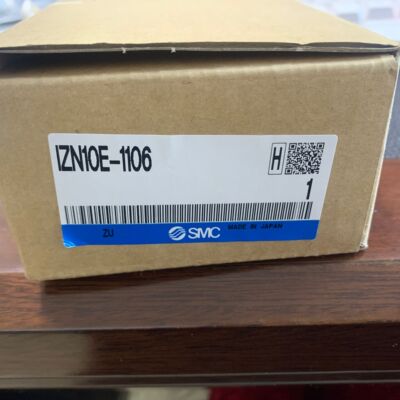 IZN10E-1106
H
1
ZU
SMC
MADE IN JAPAN